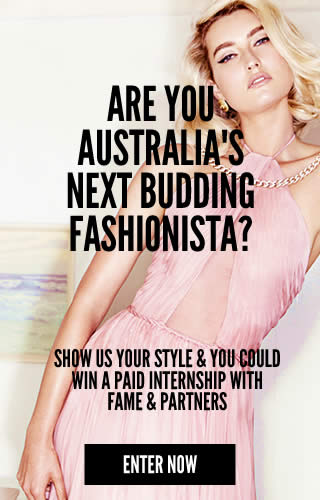 ARE YOU
AUSTRALIA'S
NEXT BUDDING
FASHIONISTA?
SHOW US YOUR STYLE & YOU COULD
WIN A PAID INTERNSHIP WITH
FAME & PARTNERS
ENTER NOW